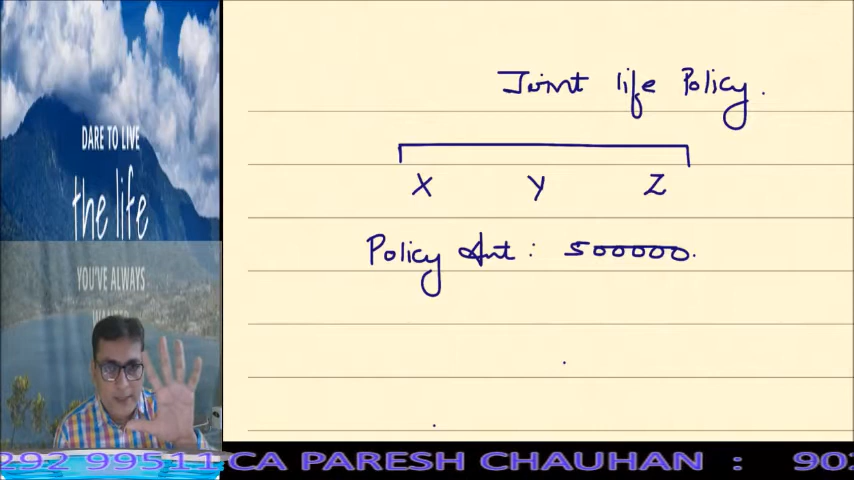 Joint life Policy.
X Y Z
Policy Amt : 500000.
DARE TO LIVE
the life
YOU'VE ALWAYS
292 99511 CA PARESH CHAUHAN : 90